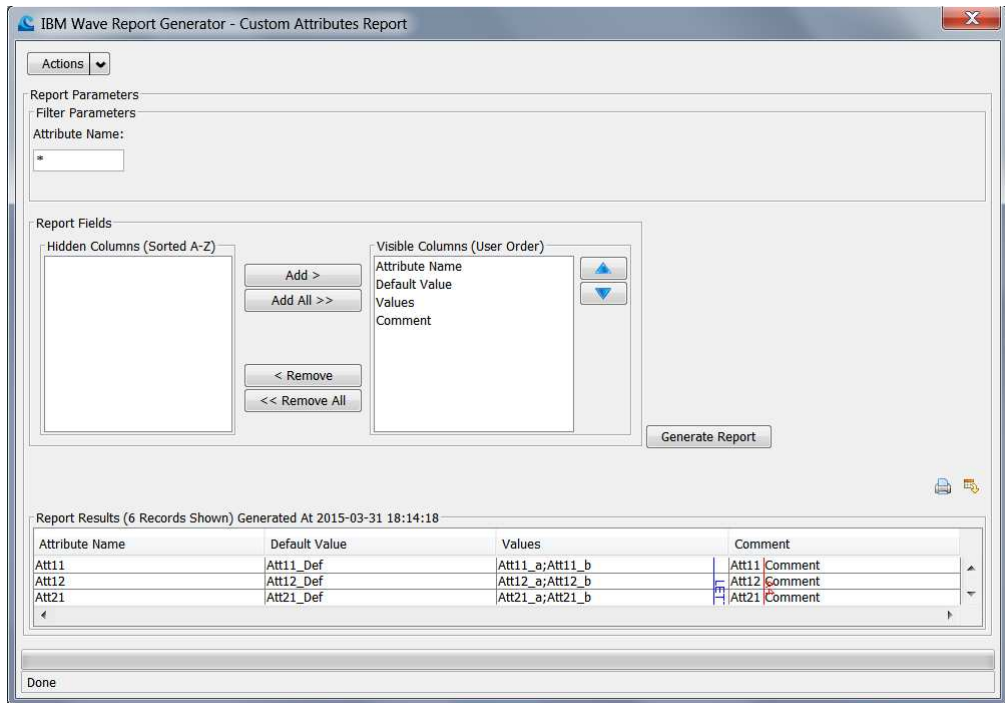 IBM Wave Report Generator - Custom Attributes Report
X
Actions
Report Parameters
Filter Parameters
Attribute Name:
*
Report Fields
Hidden Columns (Sorted A-Z)
Visible Columns (User Order)
Attribute Name
Default Value
Values
Comment
Add >
Add All >>
< Remove
<< Remove All
Generate Report
Report Results (6 Records Shown) Generated At 2015-03-31 18:14:18
Attribute Name Default Value Values Comment
Att11 Att11_Def Att11_a;Att11_b Att11 Comment
Att12 Att12_Def Att12_a;Att12_b Att12 Comment
Att21 Att21_Def Att21_a;Att21_b Att21 Comment
LET
Done